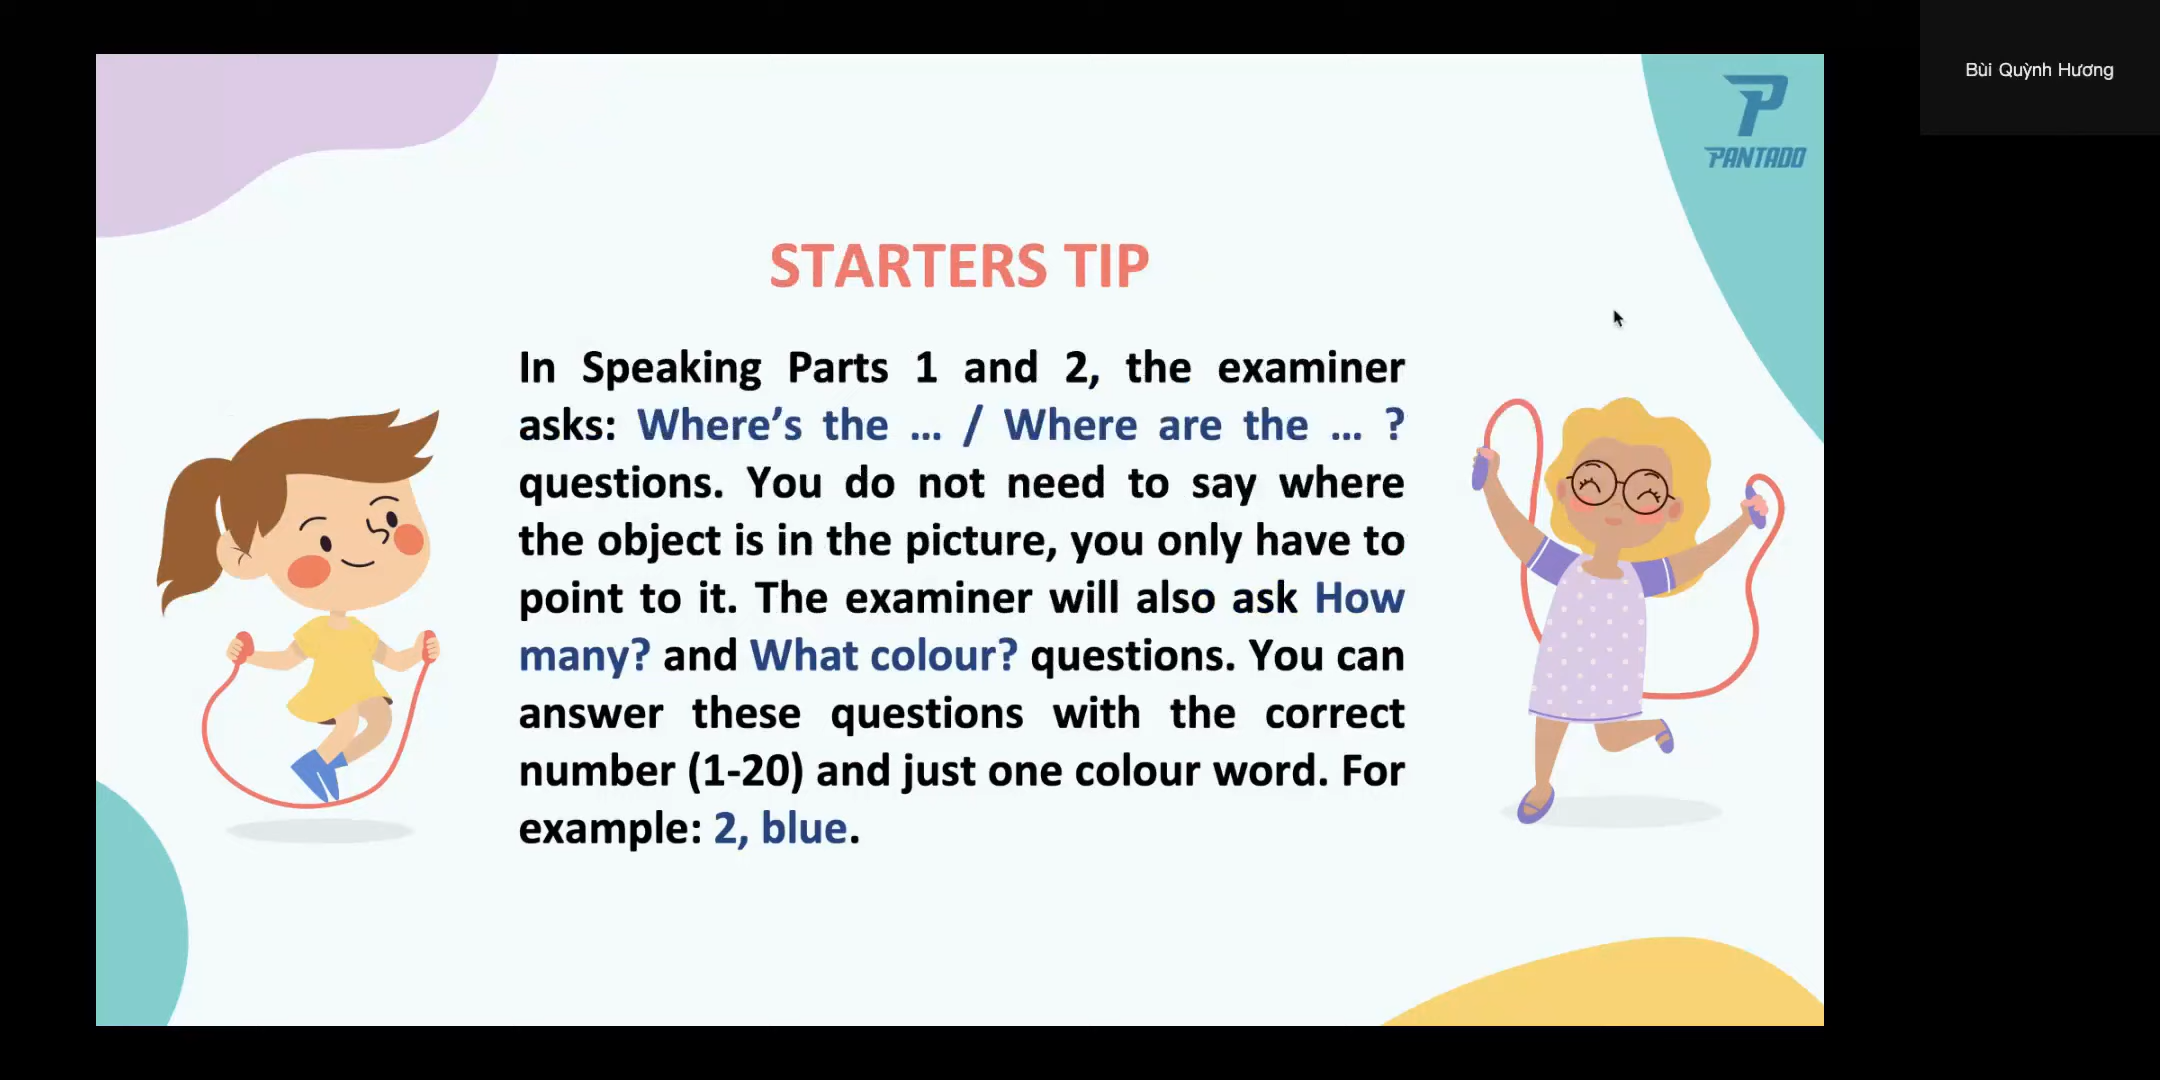 Bùi Quỳnh Hương
PANTADO
STARTERS TIP
In Speaking Parts 1 and 2, the examiner
asks: Where’s the ... / Where are the ... ?
questions. You do not need to say where
the object is in the picture, you only have to
point to it. The examiner will also ask How
many? and What colour? questions. You can
answer these questions with the correct
number (1-20) and just one colour word. For
example: 2, blue.